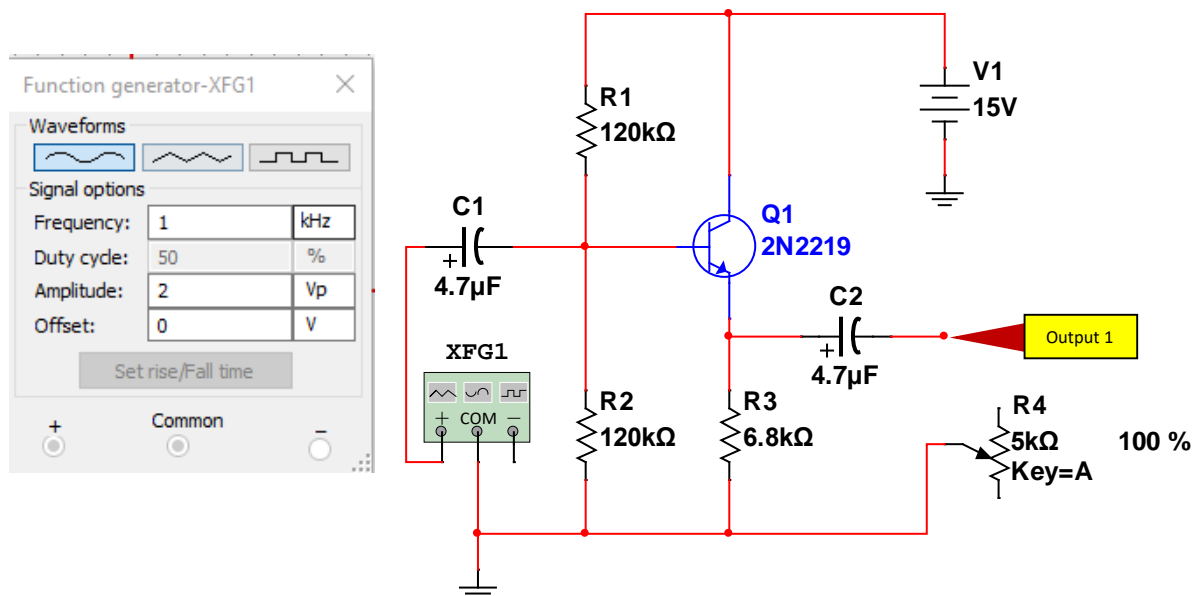 Function generator-XFG1
Waveforms
Signal options
Frequency: 1 kHz
Duty cycle: 50 %
Amplitude: 2 Vp
Offset: 0 V
Set rise/Fall time
+ Common −
R1
120kΩ
V1
15V
C1
+
4.7µF
Q1
2N2219
C2
+
4.7µF
Output 1
XFG1
+ COM −
R2
120kΩ
R3
6.8kΩ
R4
5kΩ 100 %
Key=A